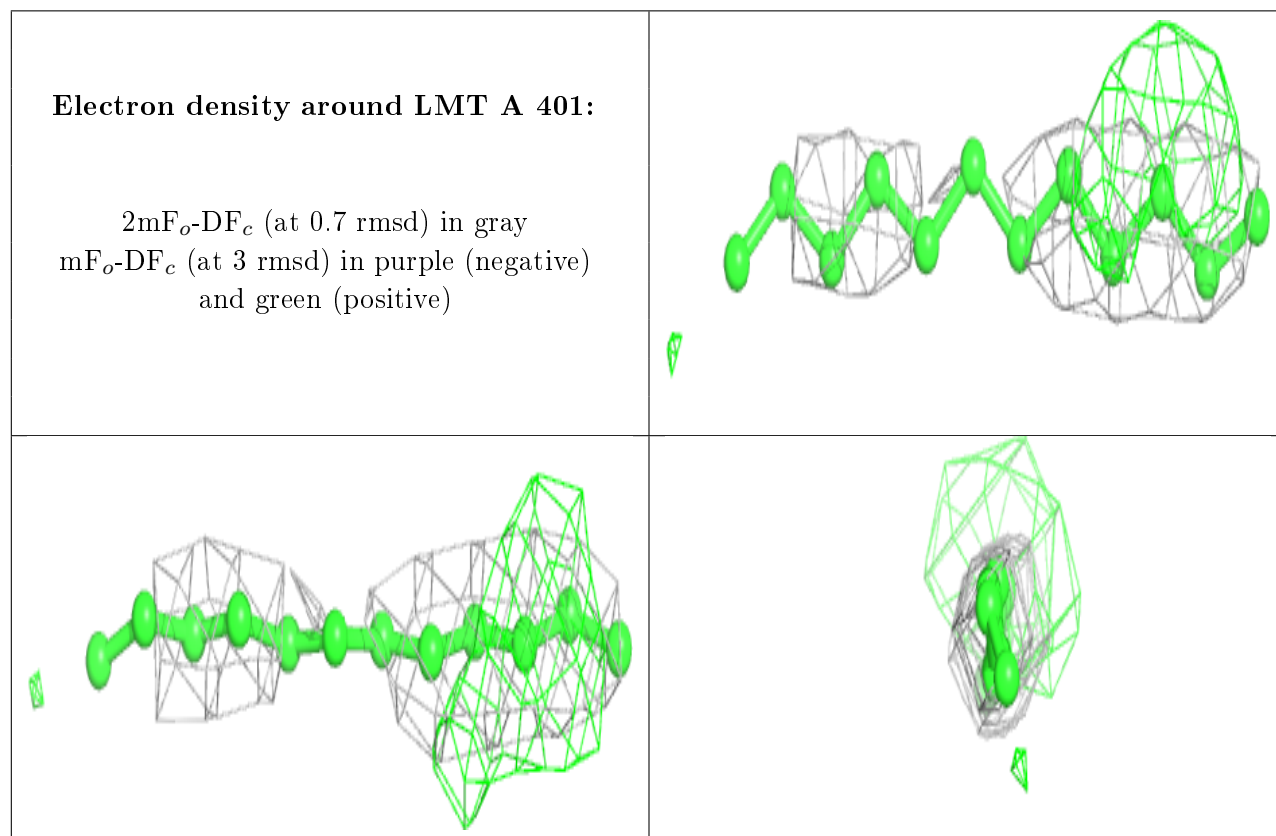 Electron density around LMT A 401:
2mFo-DFc (at 0.7 rmsd) in gray
mFo-DFc (at 3 rmsd) in purple (negative)
and green (positive)